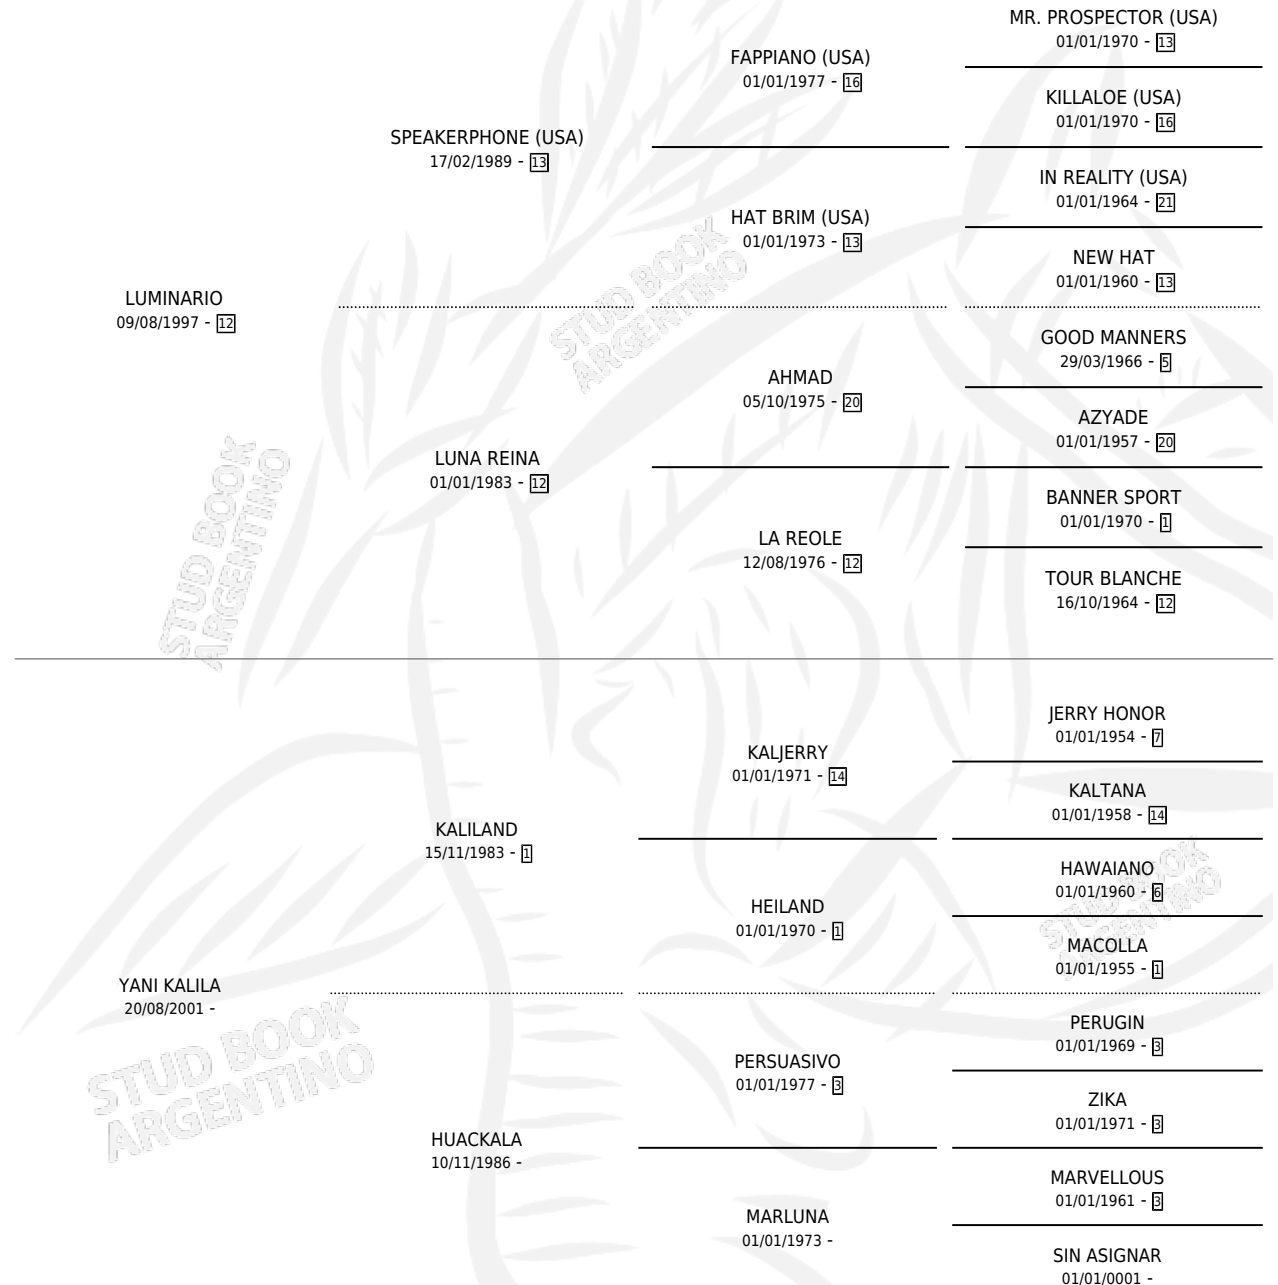 MR. PROSPECTOR (USA)
01/01/1970 - 13
FAPPIANO (USA)
01/01/1977 - 16
KILLALOE (USA)
01/01/1970 - 16
SPEAKERPHONE (USA)
17/02/1989 - 13
IN REALITY (USA)
01/01/1964 - 21
HAT BRIM (USA)
01/01/1973 - 13
NEW HAT
01/01/1960 - 13
LUMINARIO
09/08/1997 - 12
GOOD MANNERS
29/03/1966 - 5
AHMAD
05/10/1975 - 20
AZYADE
01/01/1957 - 20
LUNA REINA
01/01/1983 - 12
BANNER SPORT
01/01/1970 - 1
LA REOLE
12/08/1976 - 12
TOUR BLANCHE
16/10/1964 - 12
JERRY HONOR
01/01/1954 - 7
KALJERRY
01/01/1971 - 14
KALTANA
01/01/1958 - 14
KALILAND
15/11/1983 - 1
HAWAIANO
01/01/1960 - 6
HEILAND
01/01/1970 - 1
MACOLLA
01/01/1955 - 1
YANI KALILA
20/08/2001 -
PERUGIN
01/01/1969 - 3
PERSUASIVO
01/01/1977 - 3
ZIKA
01/01/1971 - 3
HUACKALA
10/11/1986 -
MARVELLOUS
01/01/1961 - 3
MARLUNA
01/01/1973 -
SIN ASIGNAR
01/01/0001 -
STUD BOOK
ARGENTINO
STUD BOOK
ARGENTINO
STUD BOOK
ARGENTINO
STUD BOOK
ARGENTINO